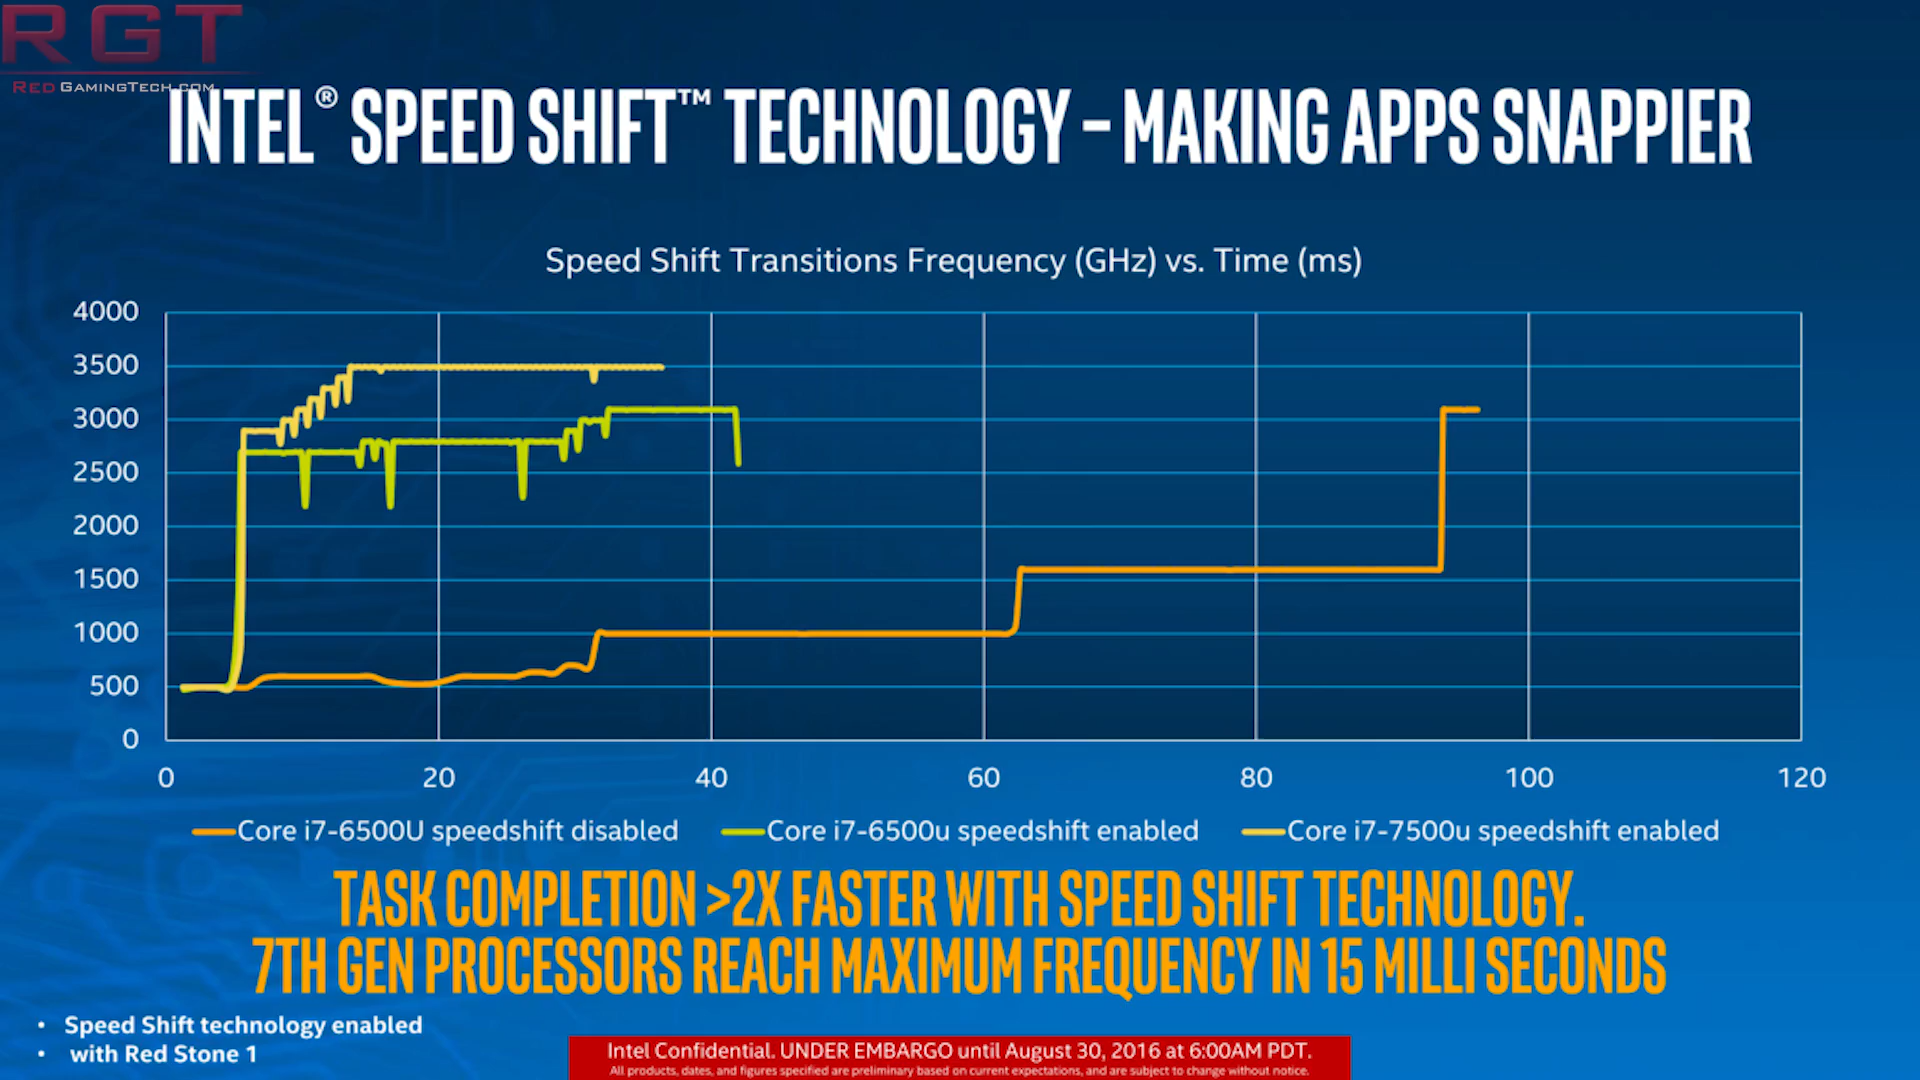 RGT
RED GAMINGTECH.COM
INTEL® SPEED SHIFT™ TECHNOLOGY – MAKING APPS SNAPPIER
Speed Shift Transitions Frequency (GHz) vs. Time (ms)
4000
3500
3000
2500
2000
1500
1000
500
0
0 20 40 60 80 100 120
Core i7-6500U speedshift disabled Core i7-6500u speedshift enabled Core i7-7500u speedshift enabled
TASK COMPLETION >2X FASTER WITH SPEED SHIFT TECHNOLOGY.
7TH GEN PROCESSORS REACH MAXIMUM FREQUENCY IN 15 MILLI SECONDS
• Speed Shift technology enabled
• with Red Stone 1
Intel Confidential. UNDER EMBARGO until August 30, 2016 at 6:00AM PDT.
All products, dates, and figures specified are preliminary based on current expectations, and are subject to change without notice.